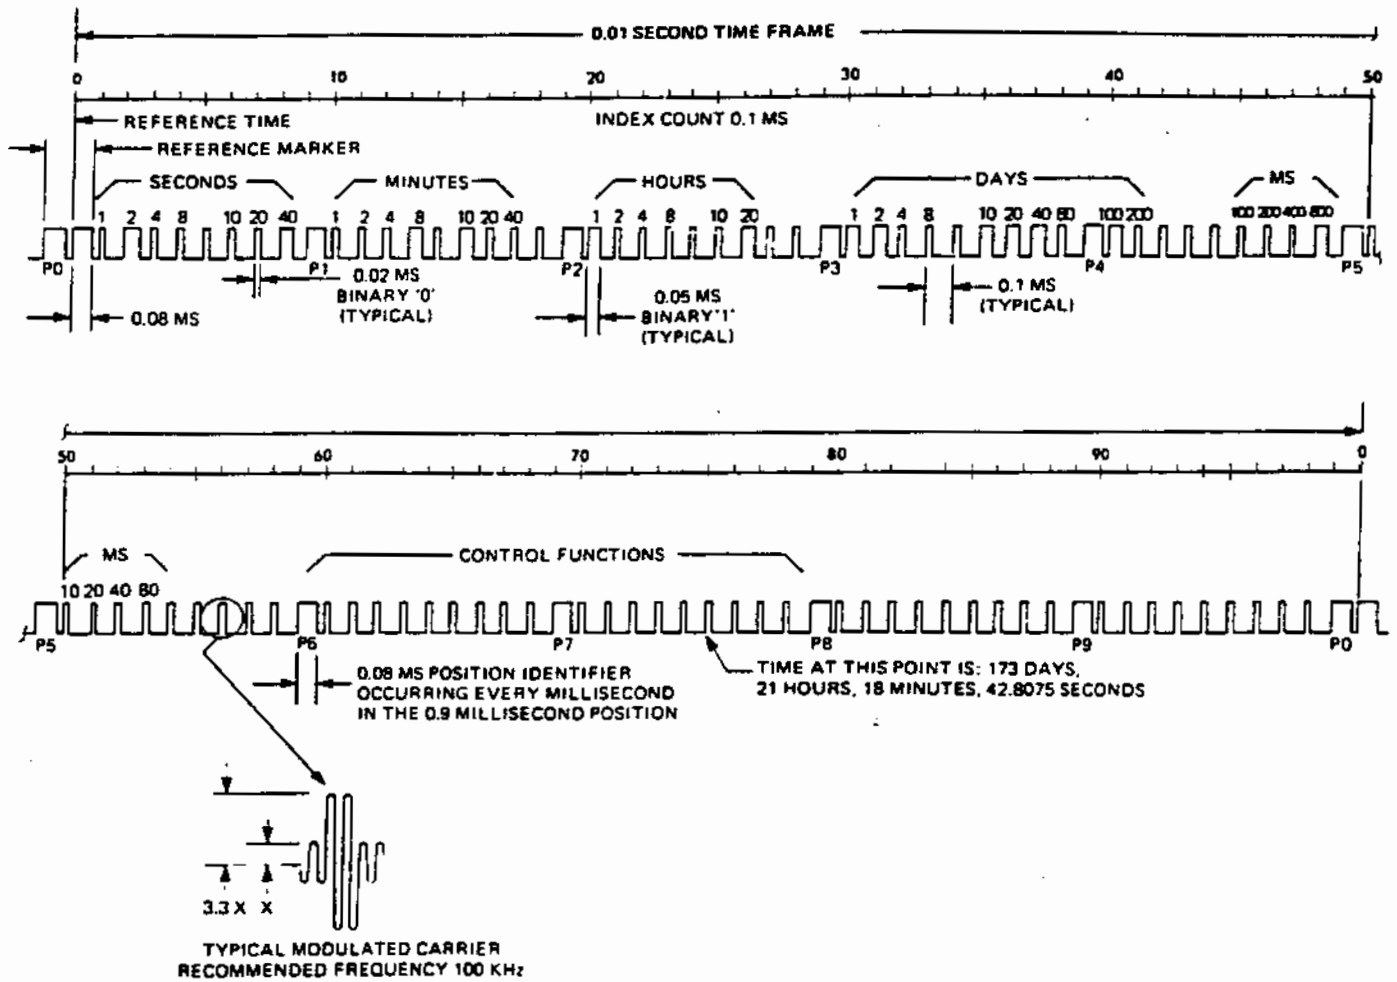 0.01 SECOND TIME FRAME
0 10 20 30 40 50
REFERENCE TIME
INDEX COUNT 0.1 MS
REFERENCE MARKER
SECONDS MINUTES HOURS DAYS MS
1 2 4 8 10 20 40 1 2 4 8 10 20 40 1 2 4 8 10 20 1 2 4 8 10 20 40 80 100 200 100 200 400 800
P0 P1 P2 P3 P4 P5
0.08 MS
0.02 MS
BINARY '0'
(TYPICAL)
0.05 MS
BINARY '1'
(TYPICAL)
0.1 MS
(TYPICAL)
50 60 70 80 90 0
MS CONTROL FUNCTIONS
10 20 40 80
P5 P6 P7 P8 P9 P0
0.08 MS POSITION IDENTIFIER
OCCURRING EVERY MILLISECOND
IN THE 0.9 MILLISECOND POSITION
TIME AT THIS POINT IS: 173 DAYS,
21 HOURS, 18 MINUTES, 42.8075 SECONDS
3.3 X X
TYPICAL MODULATED CARRIER
RECOMMENDED FREQUENCY 100 KHz